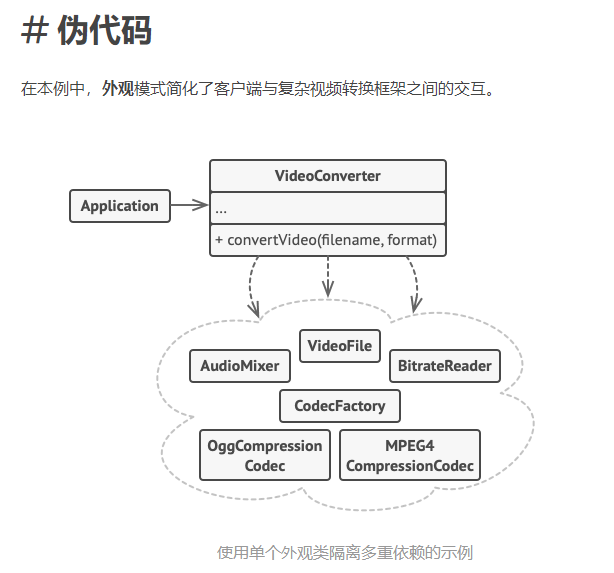 # 伪代码
在本例中，外观模式简化了客户端与复杂视频转换框架之间的交互。
VideoConverter
Application
...
+ convertVideo(filename, format)
VideoFile
AudioMixer
BitrateReader
CodecFactory
OggCompression
Codec
MPEG4
CompressionCodec
使用单个外观类隔离多重依赖的示例